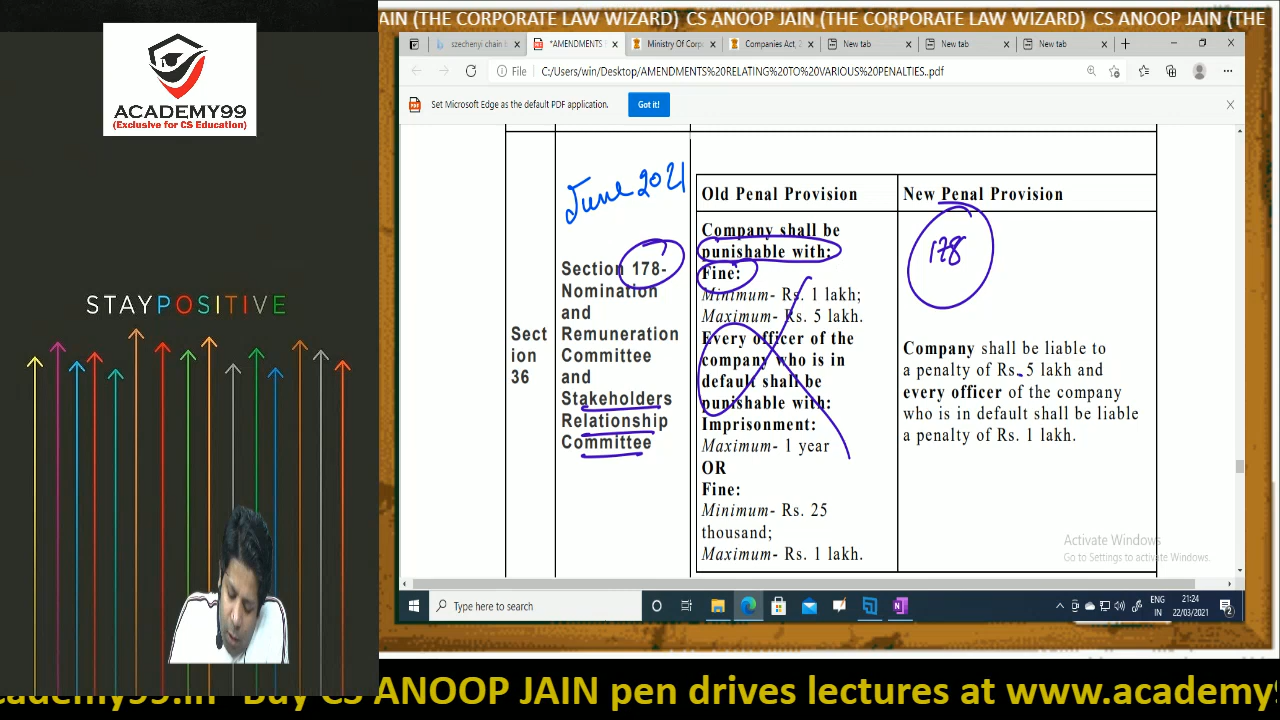 AIN (THE CORPORATE LAW WIZARD) CS ANOOP JAIN (THE CORPORATE LAW WIZARD) CS ANOOP JAIN (THE
ACADEMY99
(Exclusive for CS Education)
STAYPOSITIVE
szechenyi chain b
*AMENDMENTS
Ministry Of Corp
Companies Act, 2
New tab
New tab
New tab
File
C:/Users/win/Desktop/AMENDMENTS%20RELATING%20TO%20VARIOUS%20PENALTIES..pdf
Set Microsoft Edge as the default PDF application.
Got it!
Sect
ion
36
June 2021
Section 178-
Nomination
and
Remuneration
Committee
and
Stakeholders
Relationship
Committee
Old Penal Provision
Company shall be
punishable with:
Fine:
Minimum- Rs. 1 lakh;
Maximum- Rs. 5 lakh.
Every officer of the
company who is in
default shall be
punishable with:
Imprisonment:
Maximum- 1 year
OR
Fine:
Minimum- Rs. 25
thousand;
Maximum- Rs. 1 lakh.
New Penal Provision
178
Company shall be liable to
a penalty of Rs. 5 lakh and
every officer of the company
who is in default shall be liable
a penalty of Rs. 1 lakh.
Activate Windows
Go to Settings to activate Windows.
Type here to search
ENG
IN
21:24
22/03/2021
2
cademy99.in Buy CS ANOOP JAIN pen drives lectures at www.academy9